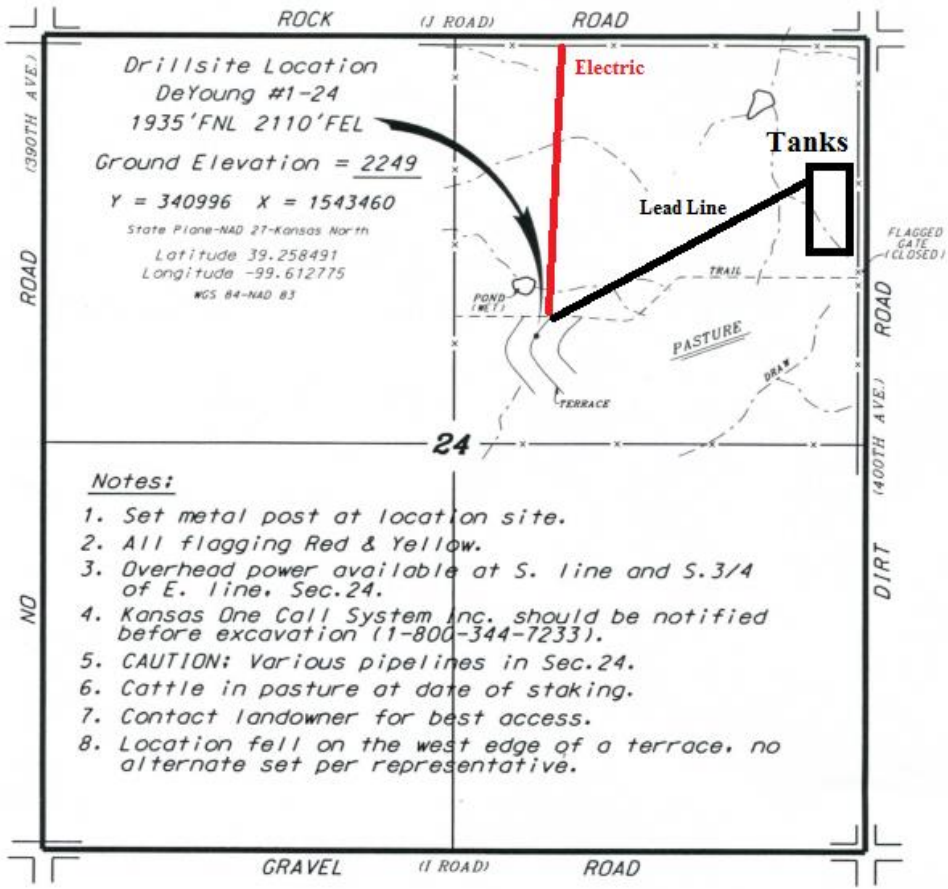 ROCK (J ROAD) ROAD
(390TH AVE.)
ROAD
NO
Drillsite Location
DeYoung #1-24
1935'FNL 2110'FEL
Ground Elevation = 2249
Y = 340996 X = 1543460
State Plane-NAD 27-Kansas North
Latitude 39.258491
Longitude -99.612775
WGS 84-NAD 83
Electric
Tanks
Lead Line
FLAGGED
GATE
(CLOSED)
TRAIL
POND
(WET)
PASTURE
DRAW
TERRACE
ROAD
(400TH AVE.)
DIRT
24
Notes:
1. Set metal post at location site.
2. All flagging Red & Yellow.
3. Overhead power available at S. line and S.3/4
of E. line, Sec.24.
4. Kansas One Call System Inc. should be notified
before excavation (1-800-344-7233).
5. CAUTION: Various pipelines in Sec.24.
6. Cattle in pasture at date of staking.
7. Contact landowner for best access.
8. Location fell on the west edge of a terrace, no
alternate set per representative.
GRAVEL (I ROAD) ROAD